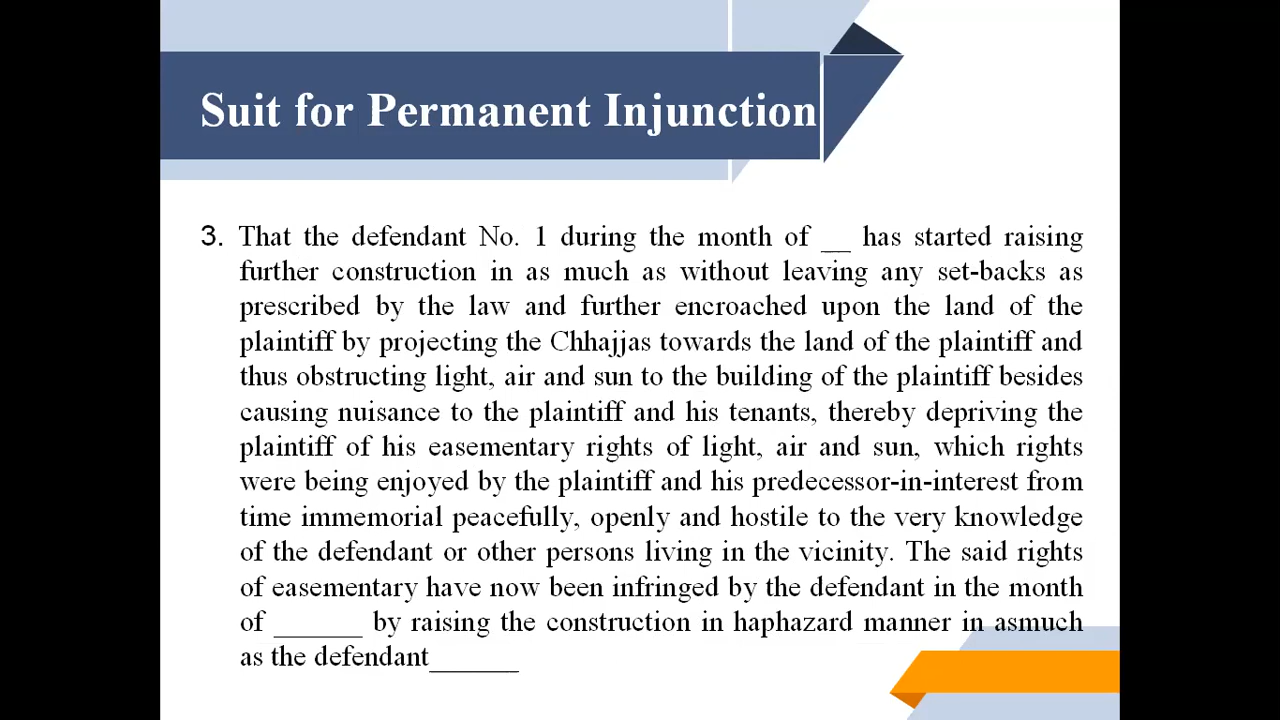 Suit for Permanent Injunction
3. That the defendant No. 1 during the month of __ has started raising
further construction in as much as without leaving any set-backs as
prescribed by the law and further encroached upon the land of the
plaintiff by projecting the Chhajjas towards the land of the plaintiff and
thus obstructing light, air and sun to the building of the plaintiff besides
causing nuisance to the plaintiff and his tenants, thereby depriving the
plaintiff of his easementary rights of light, air and sun, which rights
were being enjoyed by the plaintiff and his predecessor-in-interest from
time immemorial peacefully, openly and hostile to the very knowledge
of the defendant or other persons living in the vicinity. The said rights
of easementary have now been infringed by the defendant in the month
of ______ by raising the construction in haphazard manner in asmuch
as the defendant______